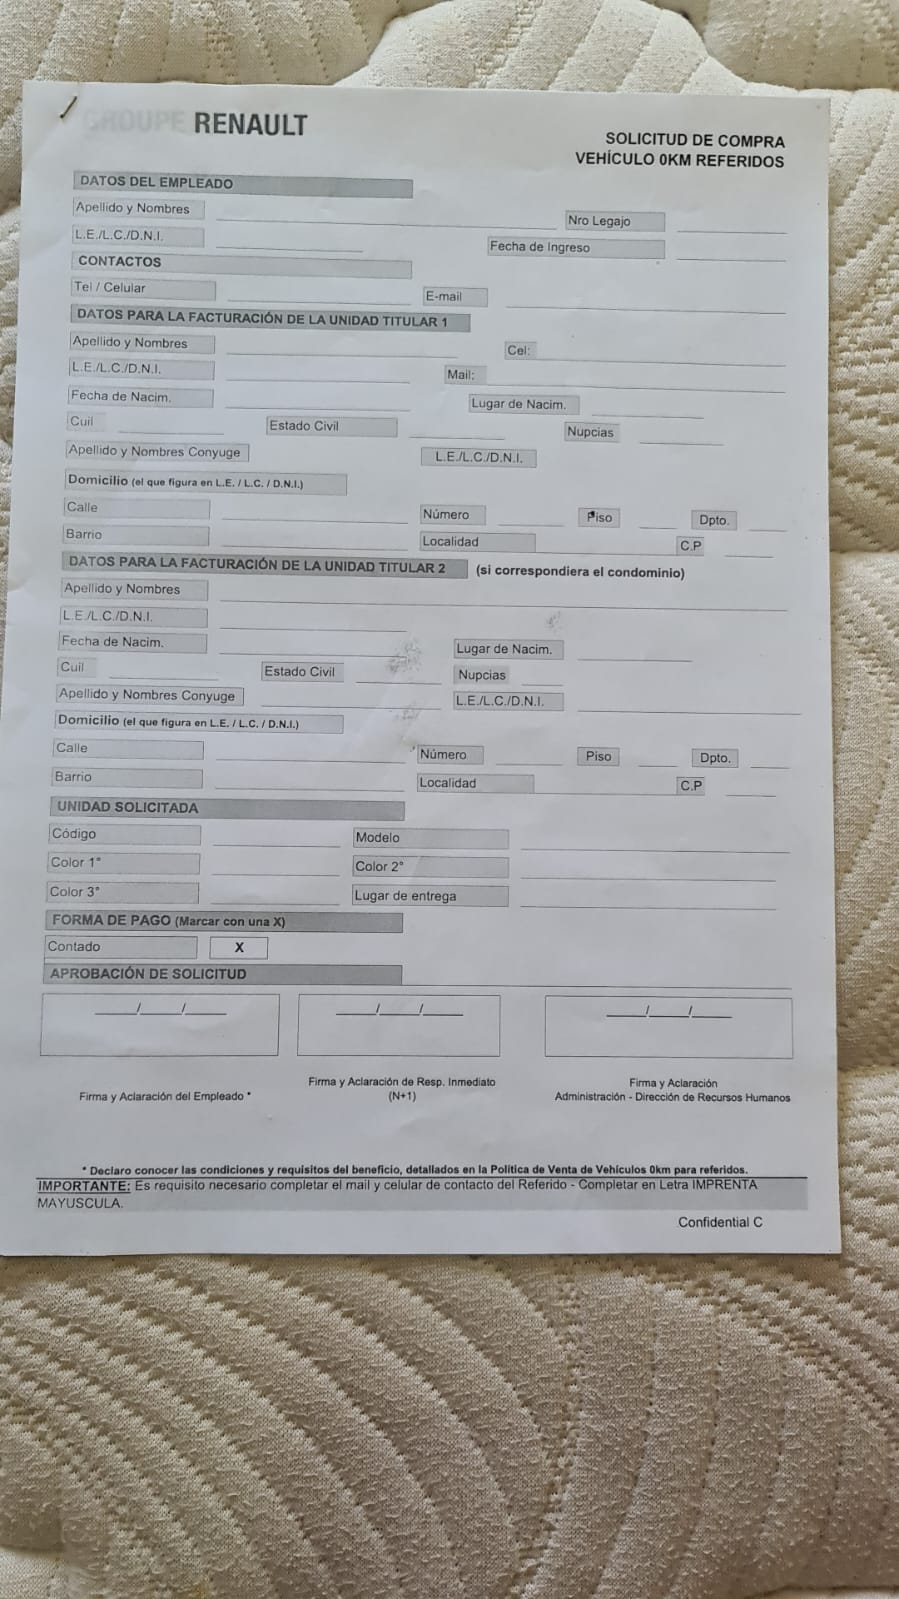 GROUPE RENAULT
SOLICITUD DE COMPRA
VEHÍCULO 0KM REFERIDOS
DATOS DEL EMPLEADO
Apellido y Nombres Nro Legajo
L.E./L.C./D.N.I. Fecha de Ingreso
CONTACTOS
Tel / Celular E-mail
DATOS PARA LA FACTURACIÓN DE LA UNIDAD TITULAR 1
Apellido y Nombres Cel:
L.E./L.C./D.N.I. Mail:
Fecha de Nacim. Lugar de Nacim.
Cuil Estado Civil Nupcias
Apellido y Nombres Conyuge L.E./L.C./D.N.I.
Domicilio (el que figura en L.E. / L.C. / D.N.I.)
Calle Número Piso Dpto.
Barrio Localidad C.P
DATOS PARA LA FACTURACIÓN DE LA UNIDAD TITULAR 2 (si correspondiera el condominio)
Apellido y Nombres
L.E./L.C./D.N.I.
Fecha de Nacim. Lugar de Nacim.
Cuil Estado Civil Nupcias
Apellido y Nombres Conyuge L.E./L.C./D.N.I.
Domicilio (el que figura en L.E. / L.C. / D.N.I.)
Calle Número Piso Dpto.
Barrio Localidad C.P
UNIDAD SOLICITADA
Código Modelo
Color 1° Color 2°
Color 3° Lugar de entrega
FORMA DE PAGO (Marcar con una X)
Contado X
APROBACIÓN DE SOLICITUD
____/____/____ ____/____/____ ____/____/____
Firma y Aclaración del Empleado * Firma y Aclaración de Resp. Inmediato Firma y Aclaración
(N+1) Administración - Dirección de Recursos Humanos
* Declaro conocer las condiciones y requisitos del beneficio, detallados en la Política de Venta de Vehículos 0km para referidos.
IMPORTANTE: Es requisito necesario completar el mail y celular de contacto del Referido - Completar en Letra IMPRENTA
MAYUSCULA.
Confidential C